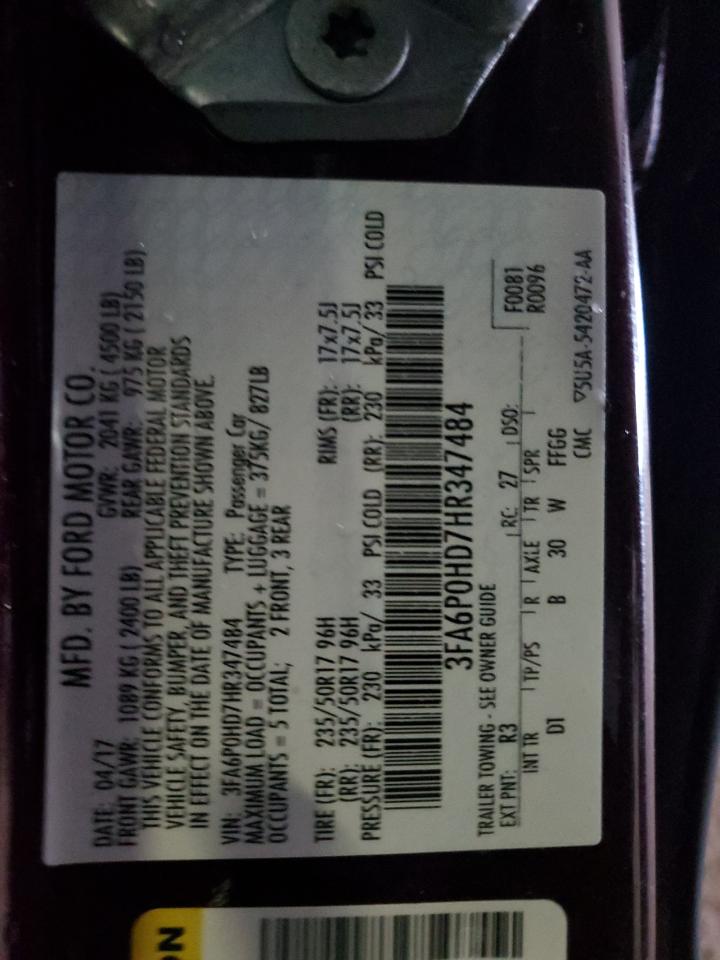 MFD. BY FORD MOTOR CO.
DATE: 04/17 GVWR: 2041 KG ( 4500 LB)
FRONT GAWR: 1089 KG ( 2400 LB) REAR GAWR: 975 KG ( 2150 LB)
THIS VEHICLE CONFORMS TO ALL APPLICABLE FEDERAL MOTOR
VEHICLE SAFETY, BUMPER, AND THEFT PREVENTION STANDARDS
IN EFFECT ON THE DATE OF MANUFACTURE SHOWN ABOVE.
VIN: 3FA6P0HD7HR347484 TYPE: Passenger Car
MAXIMUM LOAD = OCCUPANTS + LUGGAGE = 375KG/ 827LB
OCCUPANTS = 5 TOTAL; 2 FRONT, 3 REAR
TIRE (FR): 235/50R17 96H RIMS (FR): 17x7.5J
(RR): 235/50R17 96H (RR): 17x7.5J
PRESSURE (FR): 230 kPa/ 33 PSI COLD (RR): 230 kPa/ 33 PSI COLD
3FA6P0HD7HR347484
TRAILER TOWING - SEE OWNER GUIDE F0081
EXT PNT: R3 RC: 27 DSO: R0096
INT TR TP/PS R AXLE TR SPR
D1 B 30 W FFGG
CMC ▽5U5A-5420472-AA
ON